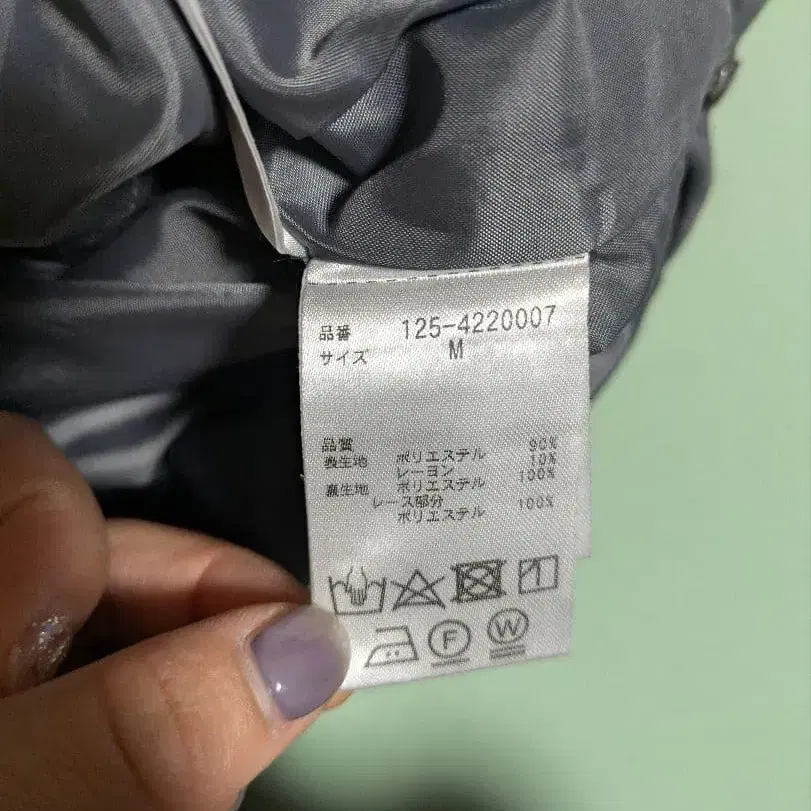 品番 125-4220007
サイズ M
品質
表生地 ポリエステル 90%
レーヨン 10%
裏生地 ポリエステル 100%
レース部分
ポリエステル 100%
F W